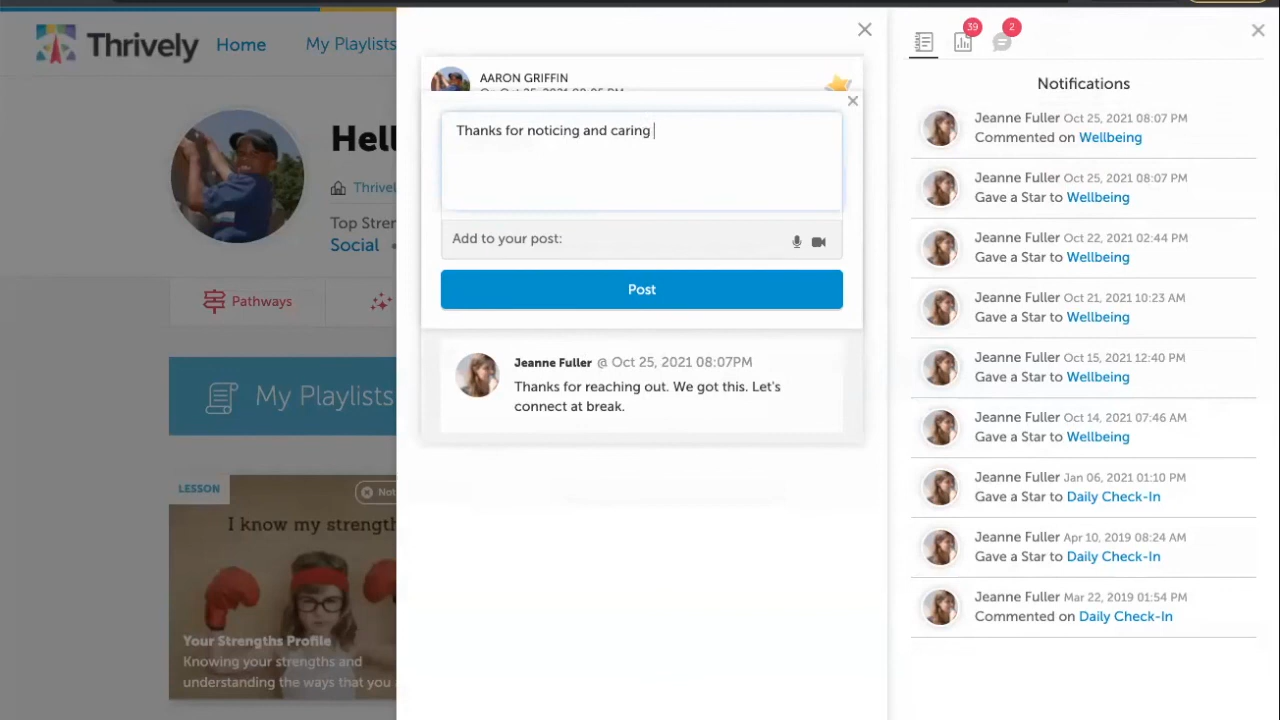 Thrively
Home
My Playlists
Hell
Thrivel
Top Stren
Social
Pathways
My Playlists
LESSON
Not
I know my strength
Your Strengths Profile
Knowing your strengths and
understanding the ways that you
AARON GRIFFIN
On Oct 25, 2021 08:05 PM
Thanks for noticing and caring
Add to your post:
Post
Jeanne Fuller @ Oct 25, 2021 08:07PM
Thanks for reaching out. We got this. Let's
connect at break.
39
2
Notifications
Jeanne Fuller Oct 25, 2021 08:07 PM
Commented on Wellbeing
Jeanne Fuller Oct 25, 2021 08:07 PM
Gave a Star to Wellbeing
Jeanne Fuller Oct 22, 2021 02:44 PM
Gave a Star to Wellbeing
Jeanne Fuller Oct 21, 2021 10:23 AM
Gave a Star to Wellbeing
Jeanne Fuller Oct 15, 2021 12:40 PM
Gave a Star to Wellbeing
Jeanne Fuller Oct 14, 2021 07:46 AM
Gave a Star to Wellbeing
Jeanne Fuller Jan 06, 2021 01:10 PM
Gave a Star to Daily Check-In
Jeanne Fuller Apr 10, 2019 08:24 AM
Gave a Star to Daily Check-In
Jeanne Fuller Mar 22, 2019 01:54 PM
Commented on Daily Check-In